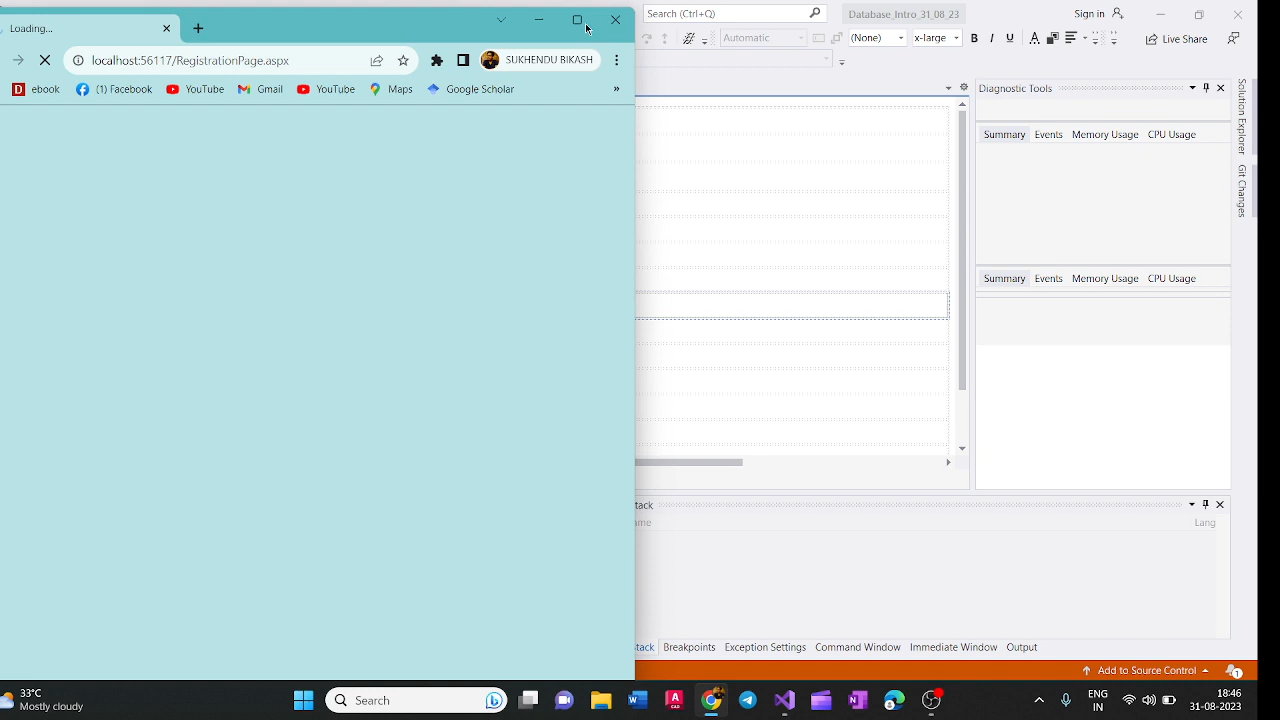 Loading...
localhost:56117/RegistrationPage.aspx
SUKHENDU BIKASH
ebook
(1) Facebook
YouTube
Gmail
YouTube
Maps
Google Scholar
»
Search (Ctrl+Q)
Database_Intro_31_08_23
Sign in
Automatic
(None)
x-large
B I U
A
Live Share
Diagnostic Tools
Summary Events Memory Usage CPU Usage
Summary Events Memory Usage CPU Usage
Solution Explorer
Git Changes
tack
ame
Lang
stack
Breakpoints
Exception Settings
Command Window
Immediate Window
Output
Add to Source Control
1
33°C
Mostly cloudy
Search
ENG
IN
18:46
31-08-2023